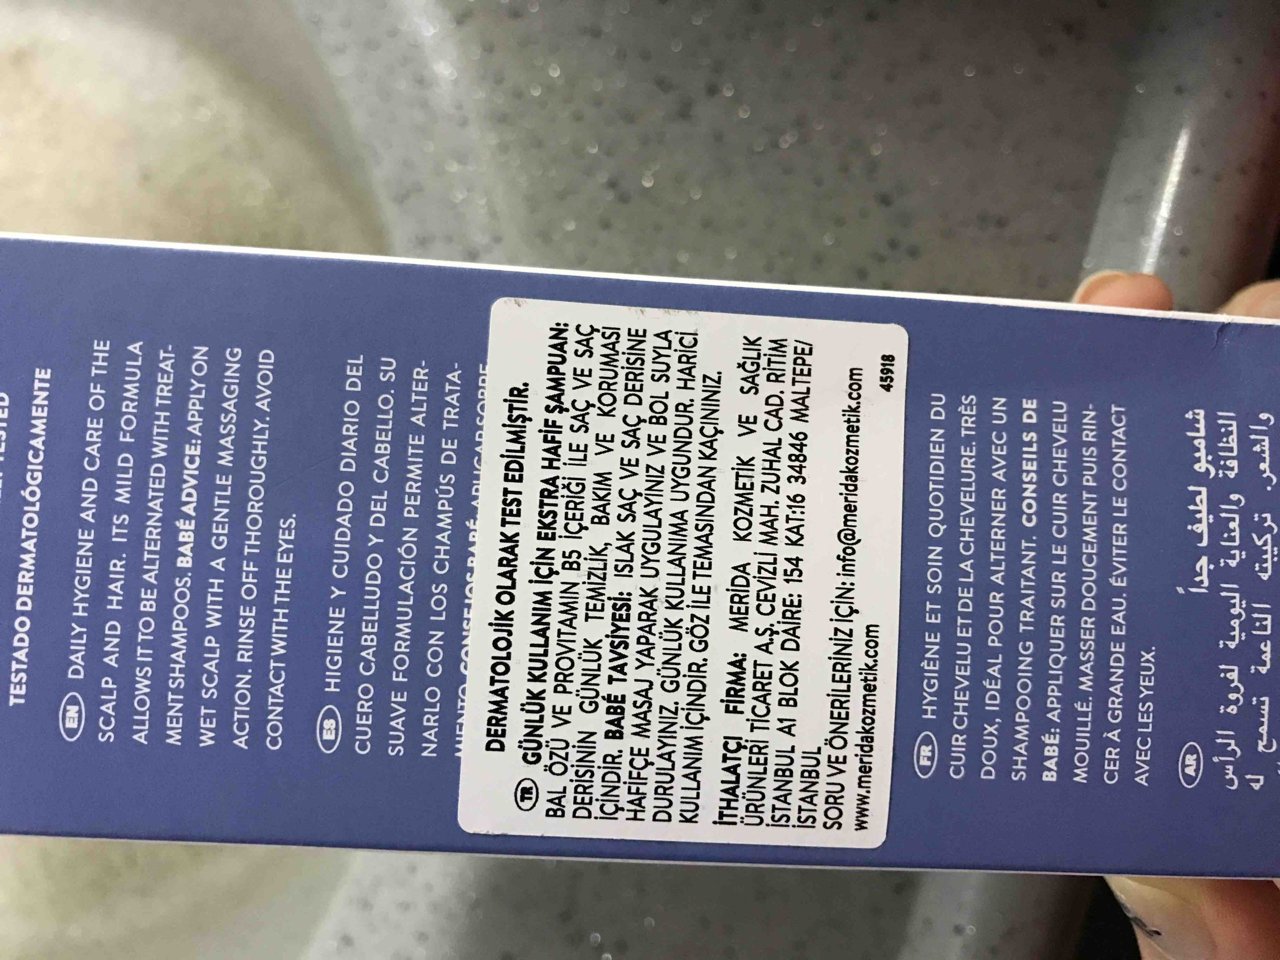 TESTED
TESTADO DERMATOLÓGICAMENTE
EN DAILY HYGIENE AND CARE OF THE
SCALP AND HAIR. ITS MILD FORMULA
ALLOWS IT TO BE ALTERNATED WITH TREAT-
MENT SHAMPOOS. BABÉ ADVICE: APPLY ON
WET SCALP WITH A GENTLE MASSAGING
ACTION. RINSE OFF THOROUGHLY. AVOID
CONTACT WITH THE EYES.
ES HIGIENE Y CUIDADO DIARIO DEL
CUERO CABELLUDO Y DEL CABELLO. SU
SUAVE FORMULACIÓN PERMITE ALTER-
NARLO CON LOS CHAMPÚS DE TRATA-
MIENTO CONSEJOS BABÉ APLICAR SOBRE
DERMATOLOJİK OLARAK TEST EDİLMİŞTİR.
TR GÜNLÜK KULLANIM İÇİN EKSTRA HAFİF ŞAMPUAN:
BAL ÖZÜ VE PROVİTAMIN B5 İÇERİĞİ İLE SAÇ VE SAÇ
DERİSİNİN GÜNLÜK TEMİZLİK, BAKIM VE KORUMASI
İÇİNDİR. BABÉ TAVSİYESİ: ISLAK SAÇ VE SAÇ DERİSİNE
HAFİFÇE MASAJ YAPARAK UYGULAYINIZ VE BOL SUYLA
DURULAYINIZ. GÜNLÜK KULLANIMA UYGUNDUR. HARİCİ
KULLANIM İÇİNDİR. GÖZ İLE TEMASINDAN KAÇININIZ.
İTHALATÇI FİRMA: MERİDA KOZMETİK VE SAĞLIK
ÜRÜNLERİ TİCARET A.Ş. CEVİZLİ MAH. ZUHAL CAD. RİTİM
İSTANBUL A1 BLOK DAİRE: 154 KAT:16 34846 MALTEPE/
İSTANBUL
SORU VE ÖNERİLERİNİZ İÇİN: info@meridakozmetik.com
www.meridakozmetik.com
45918
FR HYGIÈNE ET SOIN QUOTIDIEN DU
CUIR CHEVELU ET DE LA CHEVELURE. TRÈS
DOUX, IDÉAL POUR ALTERNER AVEC UN
SHAMPOOING TRAITANT. CONSEILS DE
BABÉ: APPLIQUER SUR LE CUIR CHEVELU
MOUILLÉ. MASSER DOUCEMENT PUIS RIN-
CER À GRANDE EAU. ÉVITER LE CONTACT
AVEC LES YEUX.
AR شامبو لطيف جداً
النظافة والعناية اليومية لفروة الرأس
والشعر. تركيبته الناعمة تسمح له